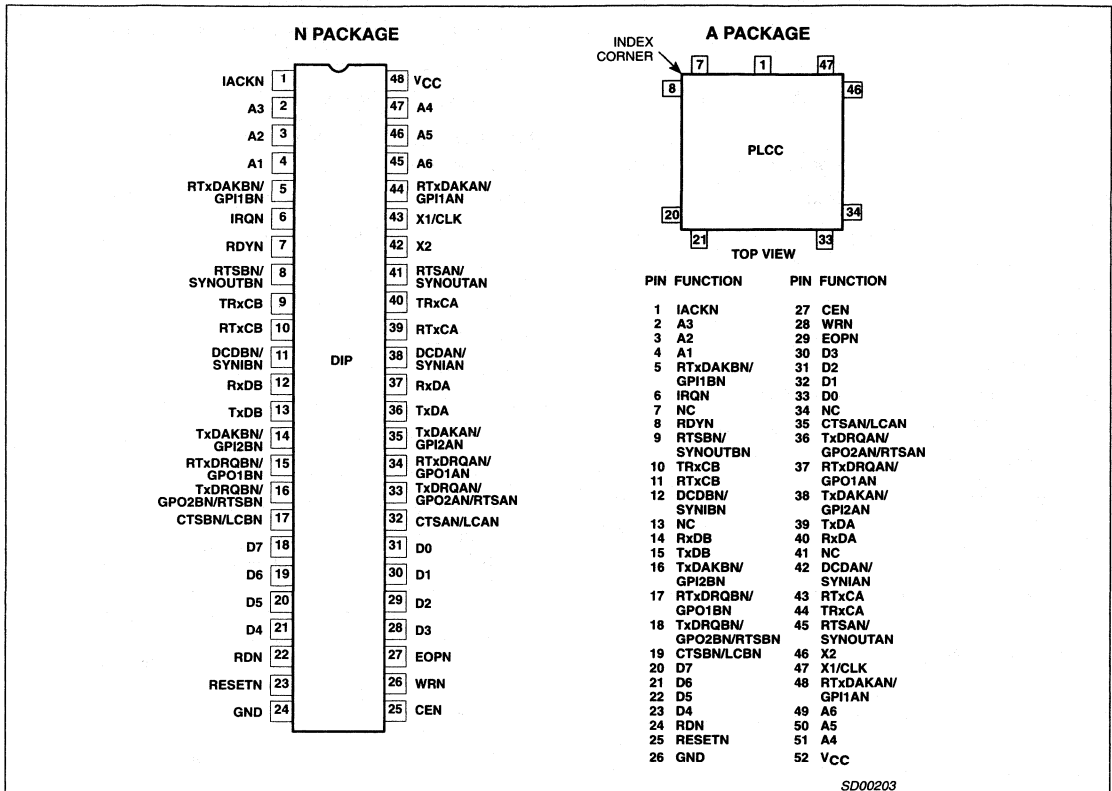 N PACKAGE
IACKN 1
A3 2
A2 3
A1 4
RTxDAKBN/
GPI1BN 5
IRQN 6
RDYN 7
RTSBN/
SYNOUTBN 8
TRxCB 9
RTxCB 10
DCDBN/
SYNIBN 11
RxDB 12
TxDB 13
TxDAKBN/
GPI2BN 14
RTxDRQBN/
GPO1BN 15
TxDRQBN/
GPO2BN/RTSBN 16
CTSBN/LCBN 17
D7 18
D6 19
D5 20
D4 21
RDN 22
RESETN 23
GND 24
DIP
48 VCC
47 A4
46 A5
45 A6
44 RTxDAKAN/
GPI1AN
43 X1/CLK
42 X2
41 RTSAN/
SYNOUTAN
40 TRxCA
39 RTxCA
38 DCDAN/
SYNIAN
37 RxDA
36 TxDA
35 TxDAKAN/
GPI2AN
34 RTxDRQAN/
GPO1AN
33 TxDRQAN/
GPO2AN/RTSAN
32 CTSAN/LCAN
31 D0
30 D1
29 D2
28 D3
27 EOPN
26 WRN
25 CEN
A PACKAGE
INDEX
CORNER
7 1 47
8 46
PLCC
20 34
21 33
TOP VIEW
PIN FUNCTION
1 IACKN
2 A3
3 A2
4 A1
5 RTxDAKBN/
GPI1BN
6 IRQN
7 NC
8 RDYN
9 RTSBN/
SYNOUTBN
10 TRxCB
11 RTxCB
12 DCDBN/
SYNIBN
13 NC
14 RxDB
15 TxDB
16 TxDAKBN/
GPI2BN
17 RTxDRQBN/
GPO1BN
18 TxDRQBN/
GPO2BN/RTSBN
19 CTSBN/LCBN
20 D7
21 D6
22 D5
23 D4
24 RDN
25 RESETN
26 GND
PIN FUNCTION
27 CEN
28 WRN
29 EOPN
30 D3
31 D2
32 D1
33 D0
34 NC
35 CTSAN/LCAN
36 TxDRQAN/
GPO2AN/RTSAN
37 RTxDRQAN/
GPO1AN
38 TxDAKAN/
GPI2AN
39 TxDA
40 RxDA
41 NC
42 DCDAN/
SYNIAN
43 RTxCA
44 TRxCA
45 RTSAN/
SYNOUTAN
46 X2
47 X1/CLK
48 RTxDAKAN/
GPI1AN
49 A6
50 A5
51 A4
52 VCC
SD00203